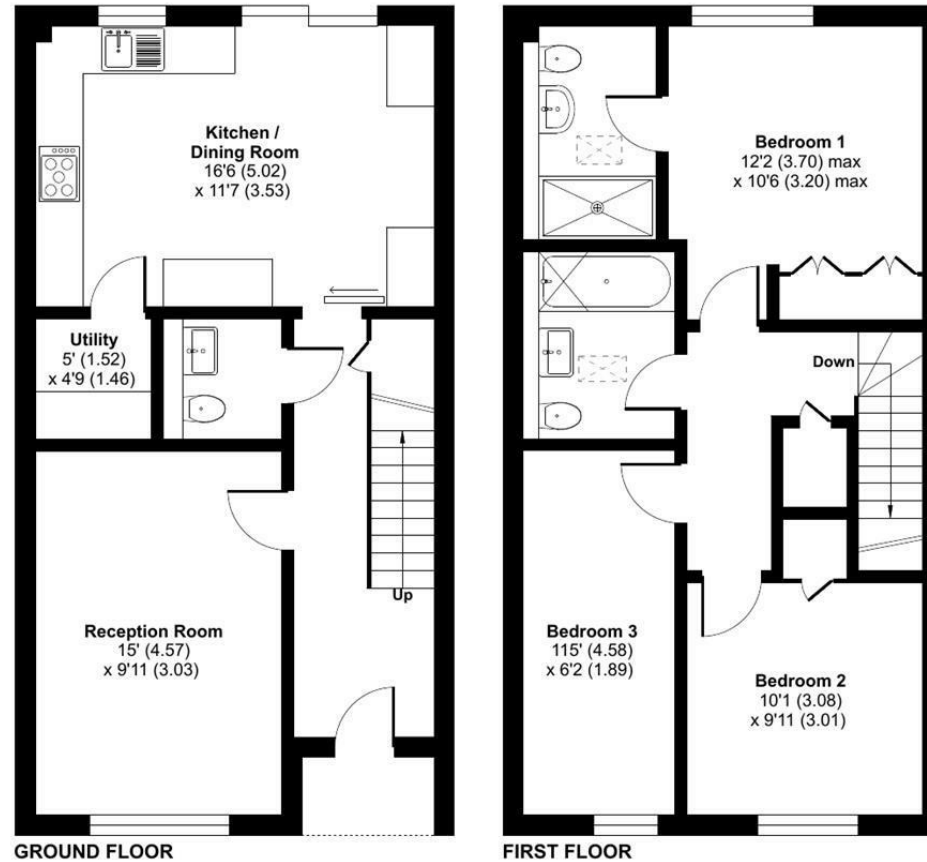 Kitchen /
Dining Room
16'6 (5.02)
x 11'7 (3.53)
Utility
5' (1.52)
x 4'9 (1.46)
Reception Room
15' (4.57)
x 9'11 (3.03)
Up
GROUND FLOOR
Bedroom 1
12'2 (3.70) max
x 10'6 (3.20) max
Down
Bedroom 3
115' (4.58)
x 6'2 (1.89)
Bedroom 2
10'1 (3.08)
x 9'11 (3.01)
FIRST FLOOR